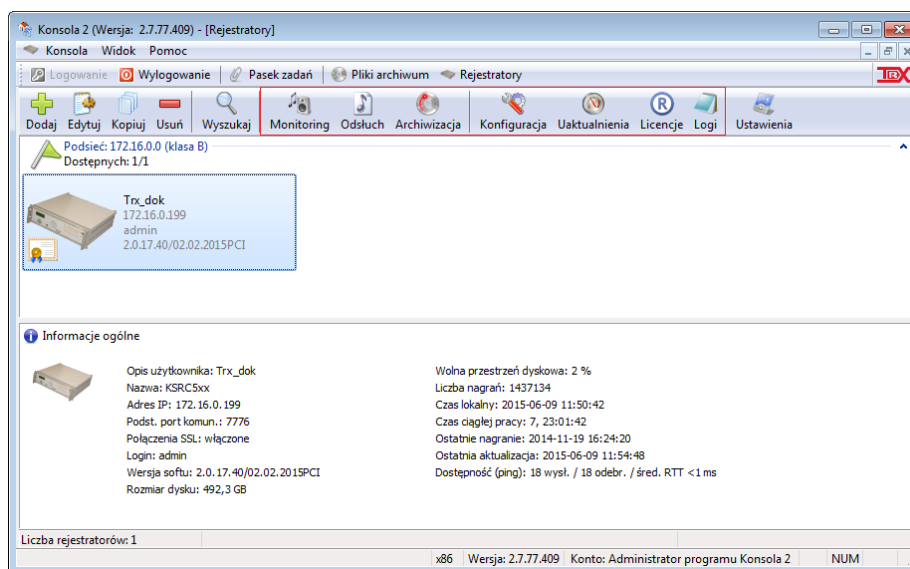 Konsola 2 (Wersja: 2.7.77.409) - [Rejestratory]
Konsola Widok Pomoc
Logowanie Wylogowanie Pasek zadań Pliki archiwum Rejestratory TRX
Dodaj Edytuj Kopiuj Usuń Wyszukaj Monitoring Odsłuch Archiwizacja Konfiguracja Uaktualnienia Licencje Logi Ustawienia
Podsieć: 172.16.0.0 (klasa B)
Dostępnych: 1/1
Trx_dok
172.16.0.199
admin
2.0.17.40/02.02.2015PCI
Informacje ogólne
Opis użytkownika: Trx_dok
Nazwa: KSRC5xx
Adres IP: 172.16.0.199
Podst. port komun.: 7776
Połączenia SSL: włączone
Login: admin
Wersja softu: 2.0.17.40/02.02.2015PCI
Rozmiar dysku: 492,3 GB
Wolna przestrzeń dyskowa: 2 %
Liczba nagrań: 1437134
Czas lokalny: 2015-06-09 11:50:42
Czas ciągłej pracy: 7, 23:01:42
Ostatnie nagranie: 2014-11-19 16:24:20
Ostatnia aktualizacja: 2015-06-09 11:54:48
Dostępność (ping): 18 wysł. / 18 odebr. / śred. RTT <1 ms
Liczba rejestratorów: 1
x86 Wersja: 2.7.77.409 Konto: Administrator programu Konsola 2 NUM